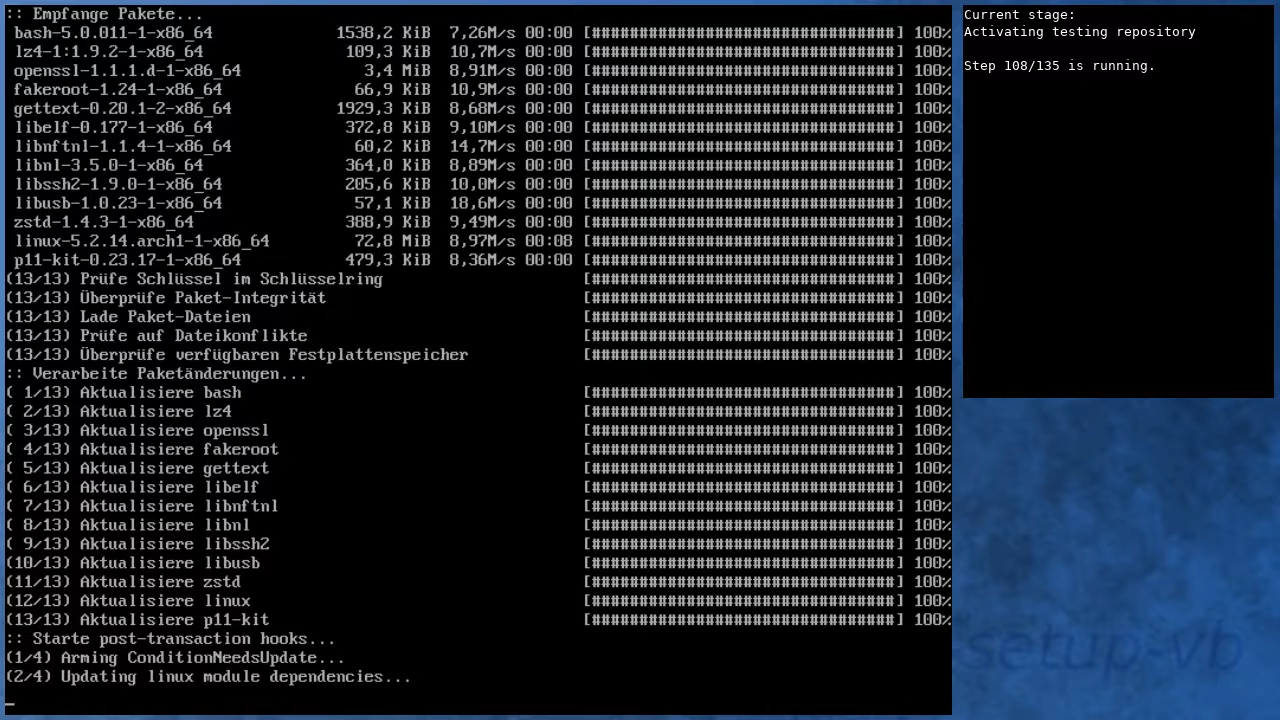 :: Empfange Pakete...
bash-5.0.011-1-x86_64 1538,2 KiB 7,26M/s 00:00 [################################] 100%
lz4-1:1.9.2-1-x86_64 109,3 KiB 10,7M/s 00:00 [################################] 100%
openssl-1.1.1.d-1-x86_64 3,4 MiB 8,91M/s 00:00 [################################] 100%
fakeroot-1.24-1-x86_64 66,9 KiB 10,9M/s 00:00 [################################] 100%
gettext-0.20.1-2-x86_64 1929,3 KiB 8,68M/s 00:00 [################################] 100%
libelf-0.177-1-x86_64 372,8 KiB 9,10M/s 00:00 [################################] 100%
libnftnl-1.1.4-1-x86_64 60,2 KiB 14,7M/s 00:00 [################################] 100%
libnl-3.5.0-1-x86_64 364,0 KiB 8,89M/s 00:00 [################################] 100%
libssh2-1.9.0-1-x86_64 205,6 KiB 10,0M/s 00:00 [################################] 100%
libusb-1.0.23-1-x86_64 57,1 KiB 18,6M/s 00:00 [################################] 100%
zstd-1.4.3-1-x86_64 388,9 KiB 9,49M/s 00:00 [################################] 100%
linux-5.2.14.arch1-1-x86_64 72,8 MiB 8,97M/s 00:08 [################################] 100%
p11-kit-0.23.17-1-x86_64 479,3 KiB 8,36M/s 00:00 [################################] 100%
(13/13) Prüfe Schlüssel im Schlüsselring [################################] 100%
(13/13) Überprüfe Paket-Integrität [################################] 100%
(13/13) Lade Paket-Dateien [################################] 100%
(13/13) Prüfe auf Dateikonflikte [################################] 100%
(13/13) Überprüfe verfügbaren Festplattenspeicher [################################] 100%
:: Verarbeite Paketänderungen...
( 1/13) Aktualisiere bash [################################] 100%
( 2/13) Aktualisiere lz4 [################################] 100%
( 3/13) Aktualisiere openssl [################################] 100%
( 4/13) Aktualisiere fakeroot [################################] 100%
( 5/13) Aktualisiere gettext [################################] 100%
( 6/13) Aktualisiere libelf [################################] 100%
( 7/13) Aktualisiere libnftnl [################################] 100%
( 8/13) Aktualisiere libnl [################################] 100%
( 9/13) Aktualisiere libssh2 [################################] 100%
(10/13) Aktualisiere libusb [################################] 100%
(11/13) Aktualisiere zstd [################################] 100%
(12/13) Aktualisiere linux [################################] 100%
(13/13) Aktualisiere p11-kit [################################] 100%
:: Starte post-transaction hooks...
(1/4) Arming ConditionNeedsUpdate...
(2/4) Updating linux module dependencies...
Current stage:
Activating testing repository
Step 108/135 is running.
setup-vb